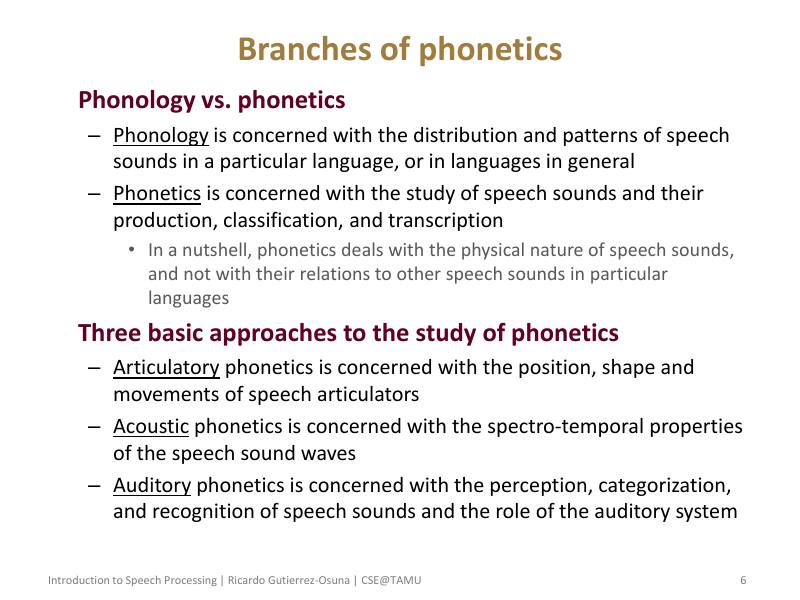 Branches of phonetics
Phonology vs. phonetics
– Phonology is concerned with the distribution and patterns of speech
sounds in a particular language, or in languages in general
– Phonetics is concerned with the study of speech sounds and their
production, classification, and transcription
• In a nutshell, phonetics deals with the physical nature of speech sounds,
and not with their relations to other speech sounds in particular
languages
Three basic approaches to the study of phonetics
– Articulatory phonetics is concerned with the position, shape and
movements of speech articulators
– Acoustic phonetics is concerned with the spectro-temporal properties
of the speech sound waves
– Auditory phonetics is concerned with the perception, categorization,
and recognition of speech sounds and the role of the auditory system
Introduction to Speech Processing | Ricardo Gutierrez-Osuna | CSE@TAMU 6